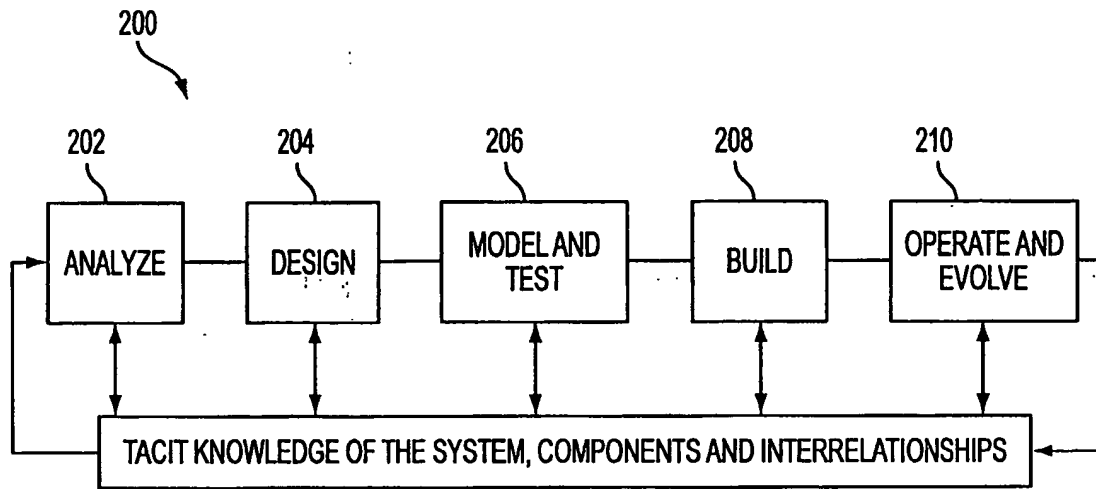 200
202
204
206
208
210
ANALYZE
DESIGN
MODEL AND
TEST
BUILD
OPERATE AND
EVOLVE
TACIT KNOWLEDGE OF THE SYSTEM, COMPONENTS AND INTERRELATIONSHIPS